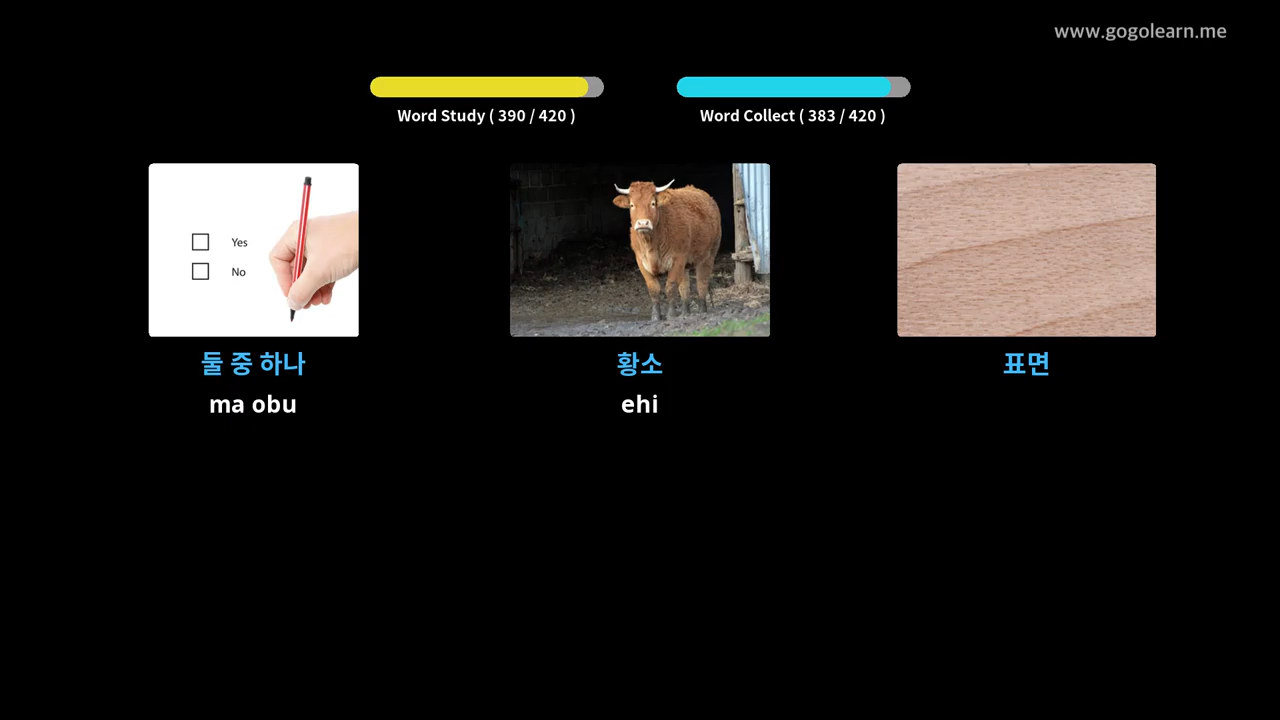 www.gogolearn.me
Word Study ( 390 / 420 )
Word Collect ( 383 / 420 )
Yes
No
둘 중 하나
ma obu
황소
ehi
표면